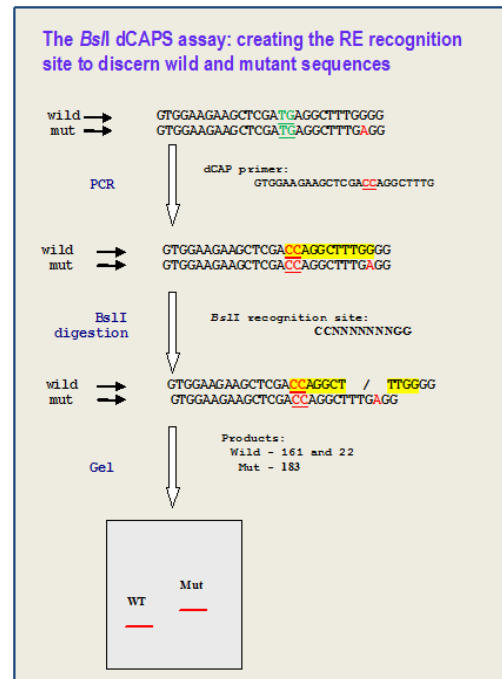 The BslI dCAPS assay: creating the RE recognition
site to discern wild and mutant sequences
wild GTGGAAGAAGCTCGATGAGGCTTTGGGG
mut GTGGAAGAAGCTCGATGAGGCTTTGAGG
PCR
dCAP primer:
GTGGAAGAAGCTCGACCAGGCTTTG
wild GTGGAAGAAGCTCGACCAGGCTTTGGGG
mut GTGGAAGAAGCTCGACCAGGCTTTGAGG
BslI
digestion
BslI recognition site:
CCNNNNNNNGG
wild GTGGAAGAAGCTCGACCAGGCT / TTGGGG
mut GTGGAAGAAGCTCGACCAGGCTTTGAGG
Gel
Products:
Wild - 161 and 22
Mut - 183
WT
Mut